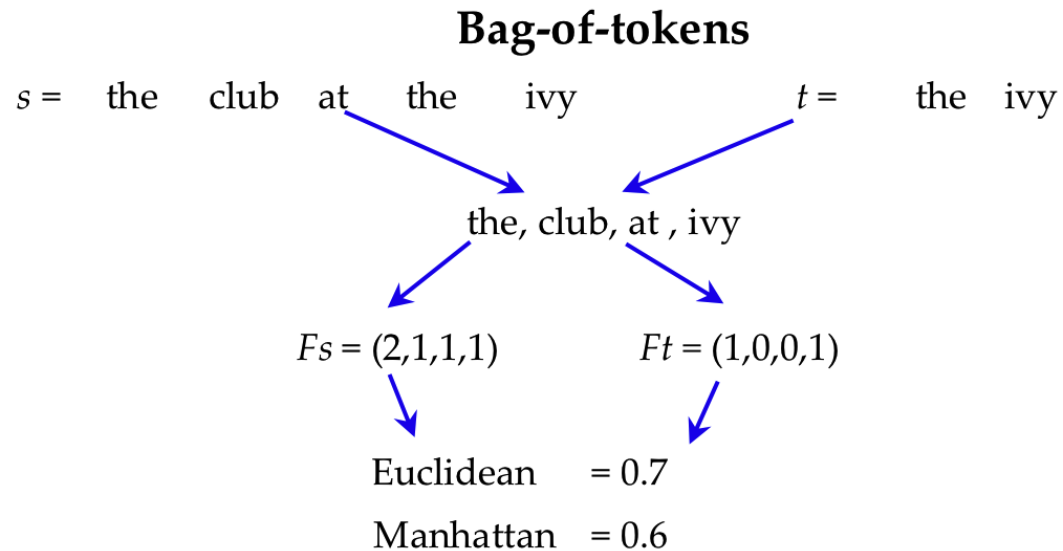 Bag-of-tokens
s = the club at the ivy t = the ivy
the, club, at , ivy
Fs = (2,1,1,1) Ft = (1,0,0,1)
Euclidean = 0.7
Manhattan = 0.6